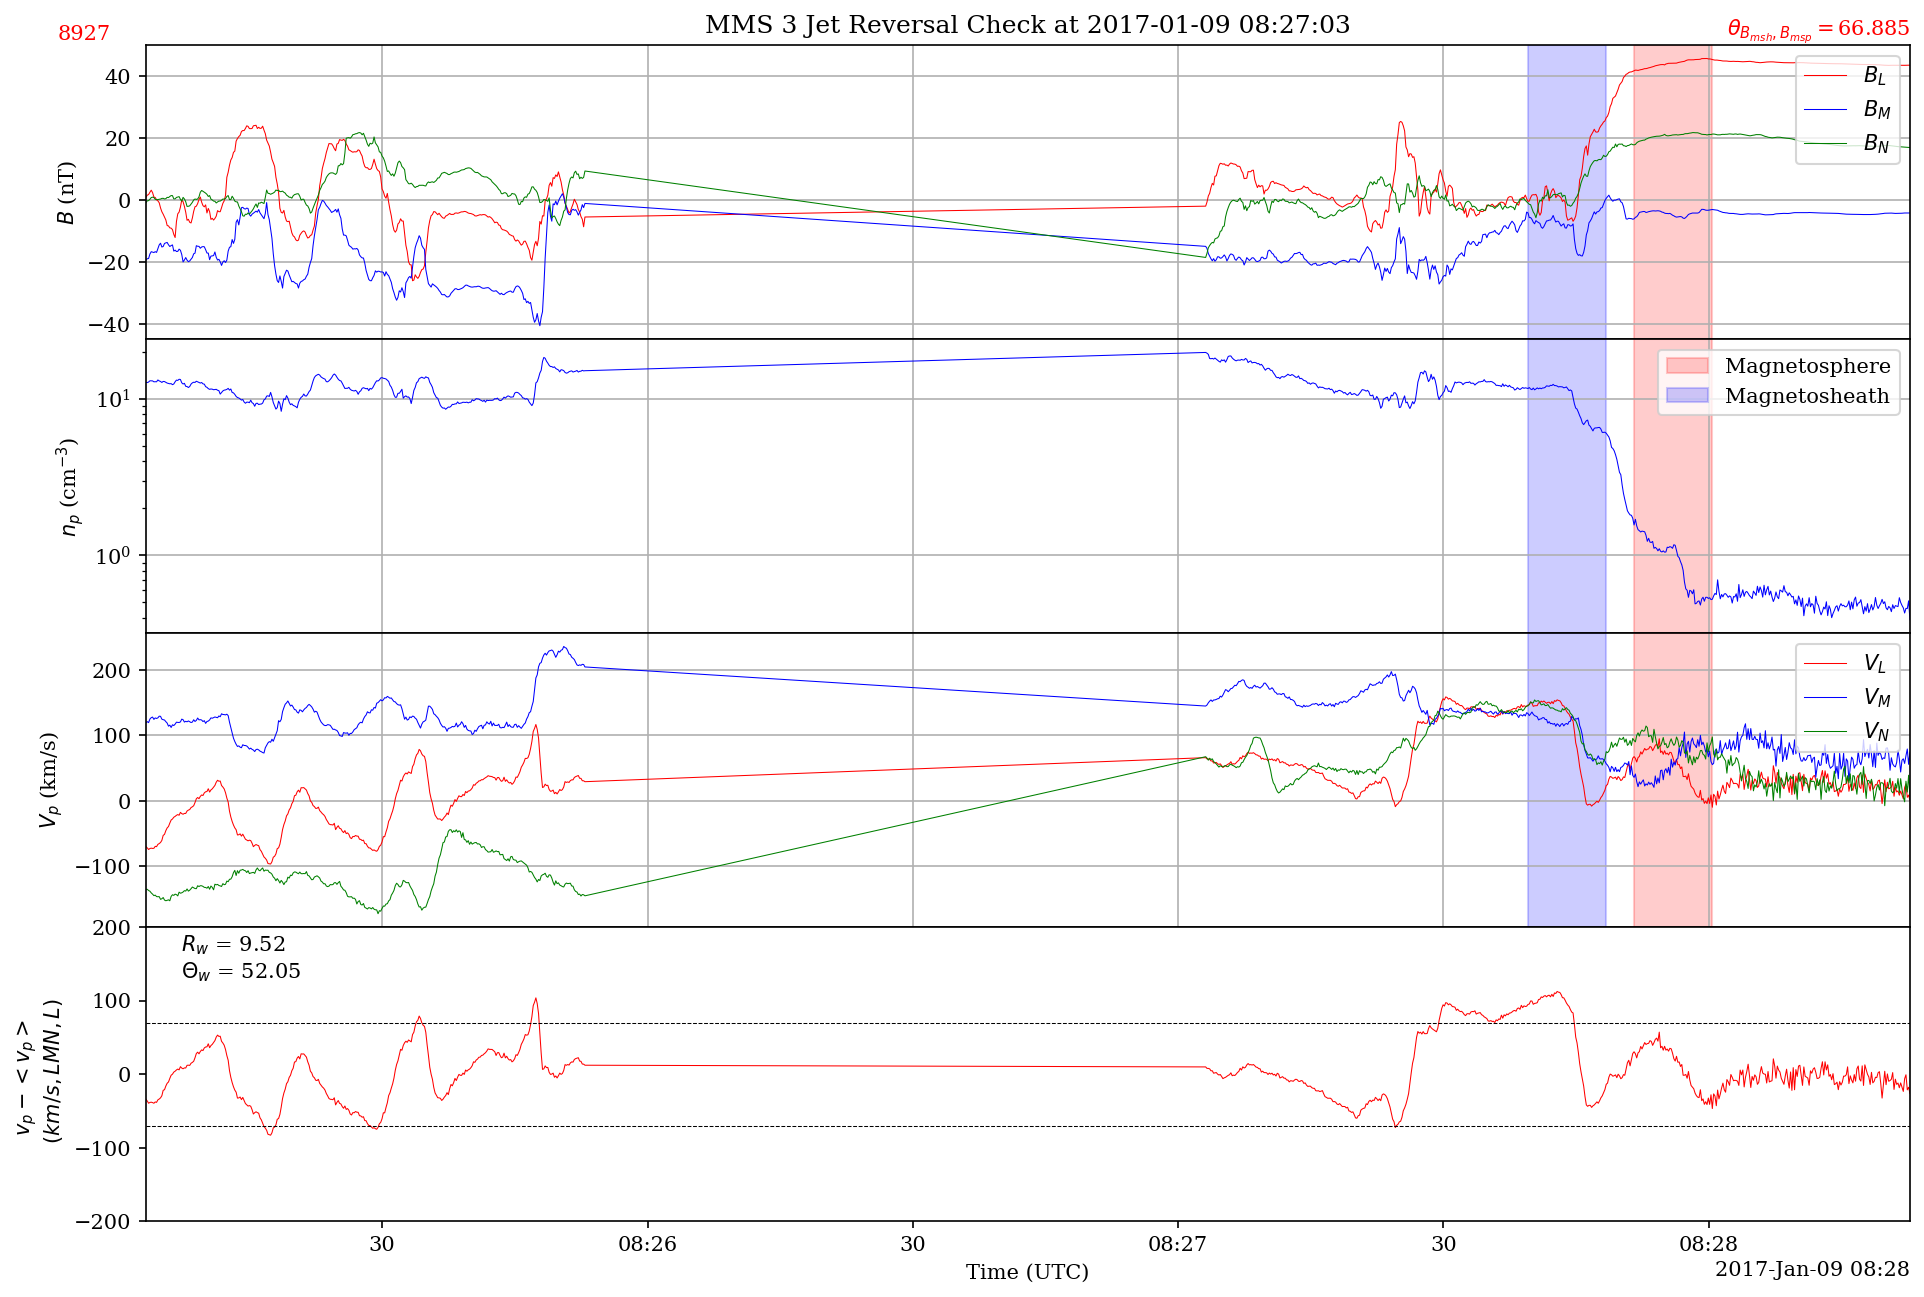 MMS 3 Jet Reversal Check at 2017-01-09 08:27:03
8927
θ_{B_{msh}, B_{msp}} = 66.885
40
20
0
−20
−40
B (nT)
B_L
B_M
B_N
10^1
10^0
n_p (cm^{−3})
Magnetosphere
Magnetosheath
200
100
0
−100
V_p (km/s)
V_L
V_M
V_N
200
100
0
−100
−200
v_p − <v_p>
(km/s, LMN, L)
R_w = 9.52
Θ_w = 52.05
30
08:26
30
08:27
30
08:28
Time (UTC)
2017-Jan-09 08:28